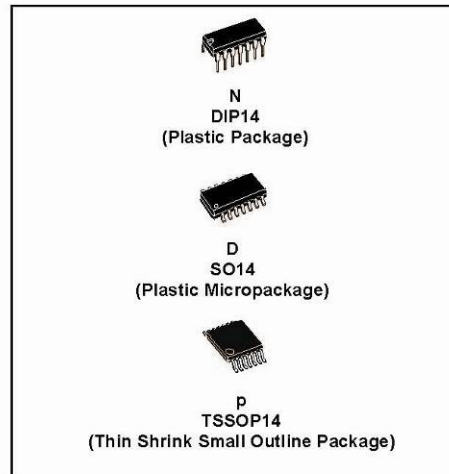 N
DIP14
(Plastic Package)
D
SO14
(Plastic Micropackage)
p
TSSOP14
(Thin Shrink Small Outline Package)